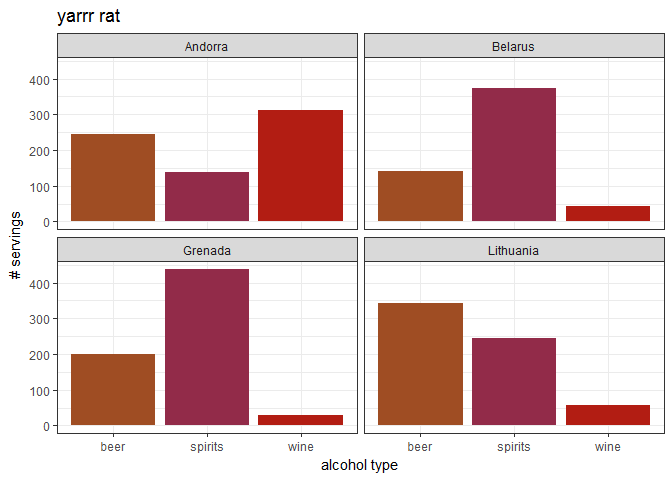 yarrr rat
Andorra
Belarus
400
300
200
100
0
Grenada
Lithuania
400
300
200
100
0
beer spirits wine
beer spirits wine
# servings
alcohol type